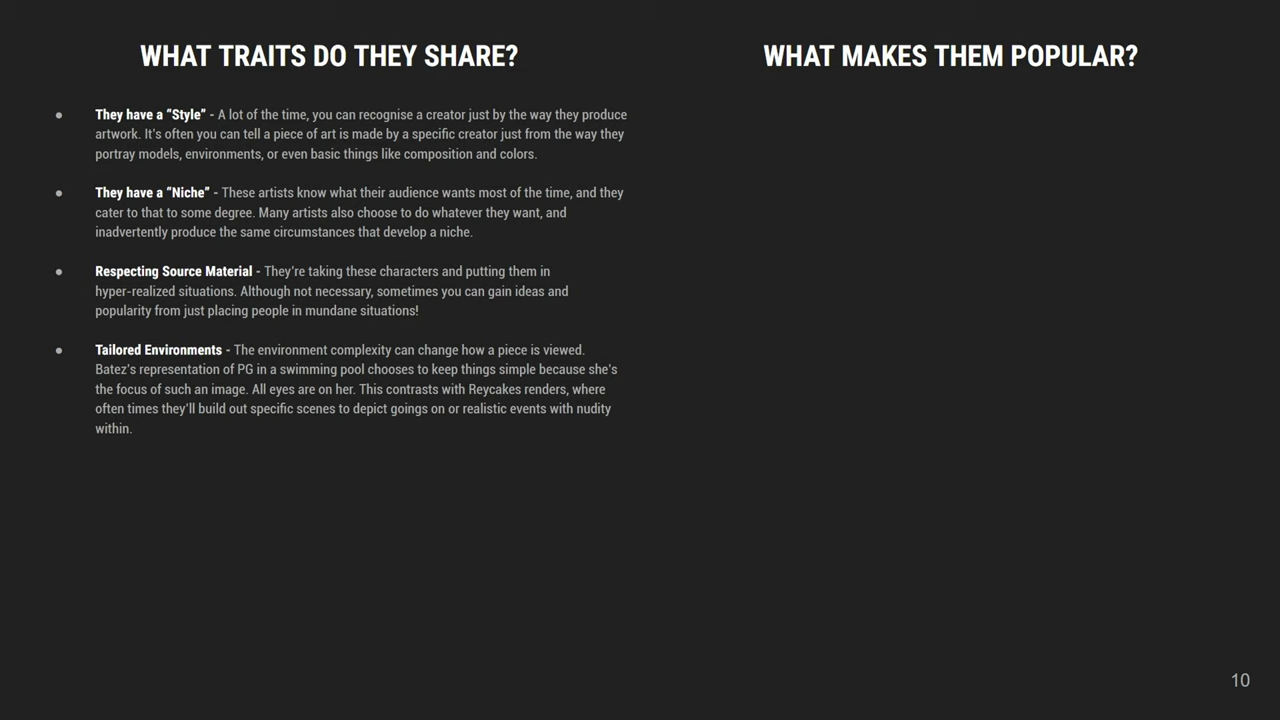 WHAT TRAITS DO THEY SHARE?
● They have a “Style” - A lot of the time, you can recognise a creator just by the way they produce
artwork. It’s often you can tell a piece of art is made by a specific creator just from the way they
portray models, environments, or even basic things like composition and colors.
● They have a “Niche” - These artists know what their audience wants most of the time, and they
cater to that to some degree. Many artists also choose to do whatever they want, and
inadvertently produce the same circumstances that develop a niche.
● Respecting Source Material - They’re taking these characters and putting them in
hyper-realized situations. Although not necessary, sometimes you can gain ideas and
popularity from just placing people in mundane situations!
● Tailored Environments - The environment complexity can change how a piece is viewed.
Batez’s representation of PG in a swimming pool chooses to keep things simple because she’s
the focus of such an image. All eyes are on her. This contrasts with Reycakes renders, where
often times they’ll build out specific scenes to depict goings on or realistic events with nudity
within.
WHAT MAKES THEM POPULAR?
10